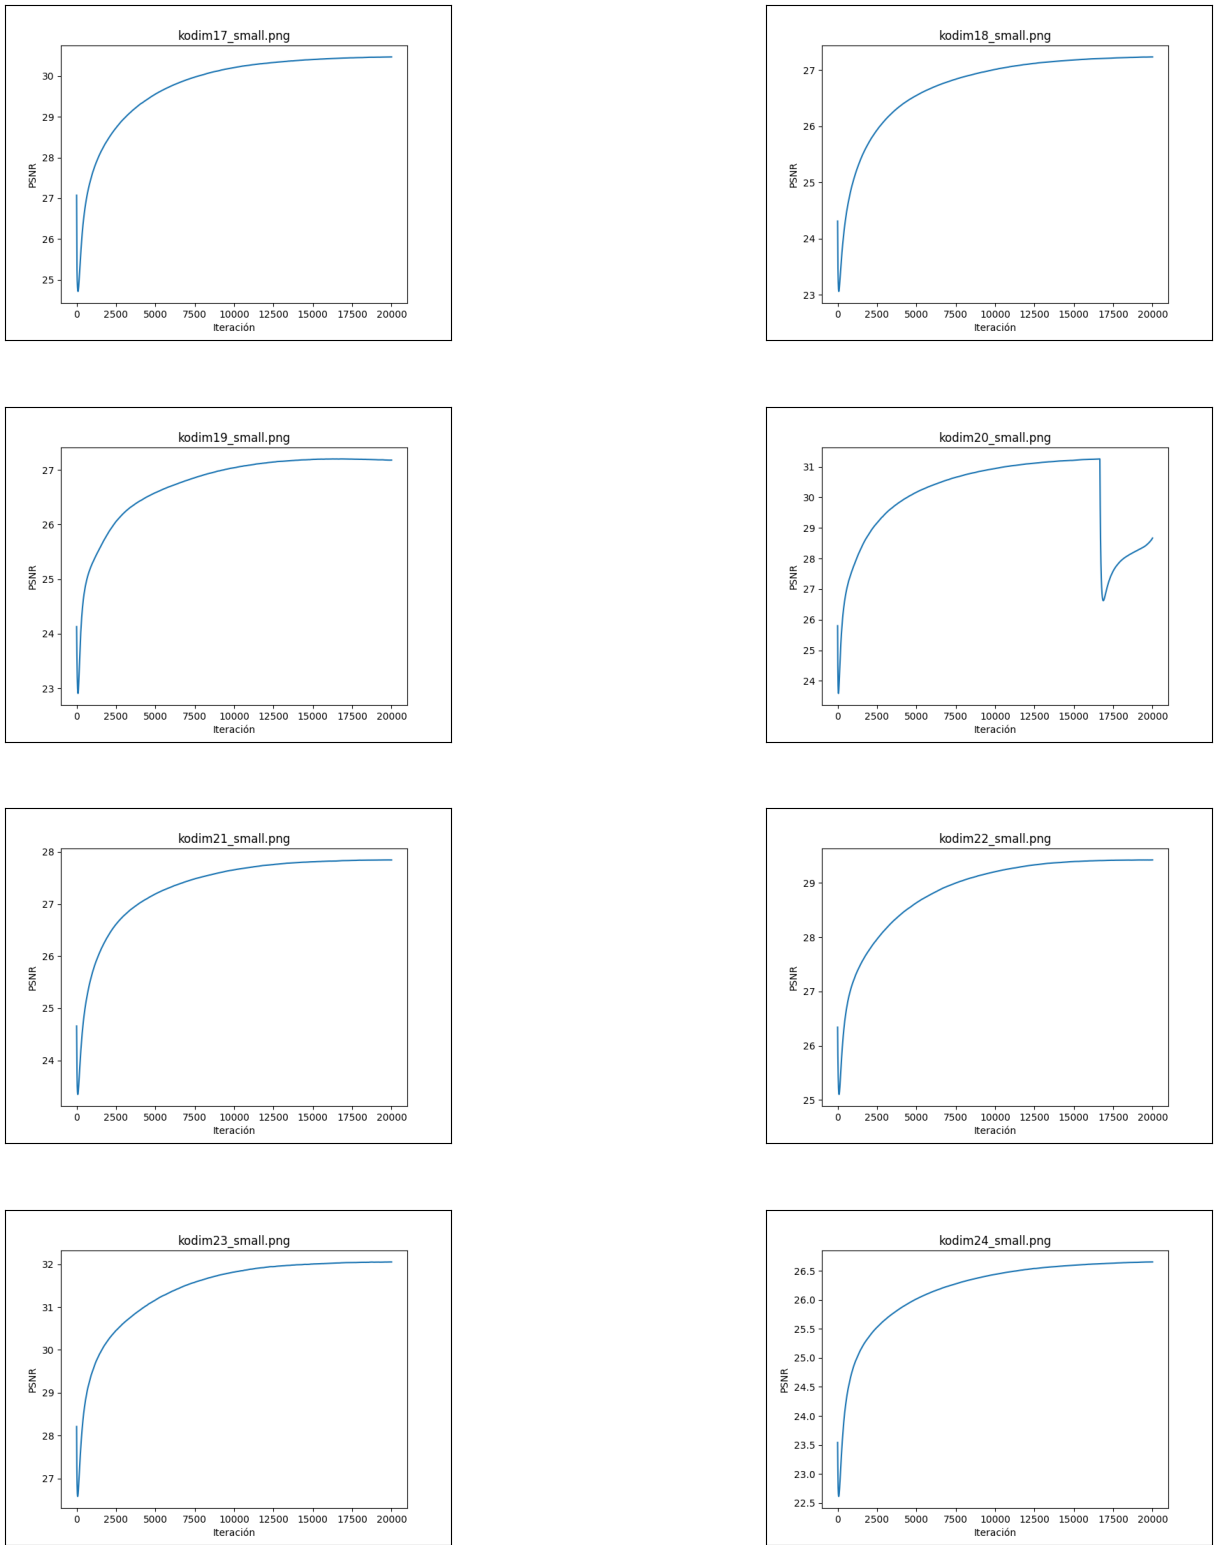 kodim17_small.png
30
29
28
27
26
25
PSNR
0 2500 5000 7500 10000 12500 15000 17500 20000
Iteración
kodim18_small.png
27
26
25
24
23
PSNR
0 2500 5000 7500 10000 12500 15000 17500 20000
Iteración
kodim19_small.png
27
26
25
24
23
PSNR
0 2500 5000 7500 10000 12500 15000 17500 20000
Iteración
kodim20_small.png
31
30
29
28
27
26
25
24
PSNR
0 2500 5000 7500 10000 12500 15000 17500 20000
Iteración
kodim21_small.png
28
27
26
25
24
PSNR
0 2500 5000 7500 10000 12500 15000 17500 20000
Iteración
kodim22_small.png
29
28
27
26
25
PSNR
0 2500 5000 7500 10000 12500 15000 17500 20000
Iteración
kodim23_small.png
32
31
30
29
28
27
PSNR
0 2500 5000 7500 10000 12500 15000 17500 20000
Iteración
kodim24_small.png
26.5
26.0
25.5
25.0
24.5
24.0
23.5
23.0
22.5
PSNR
0 2500 5000 7500 10000 12500 15000 17500 20000
Iteración